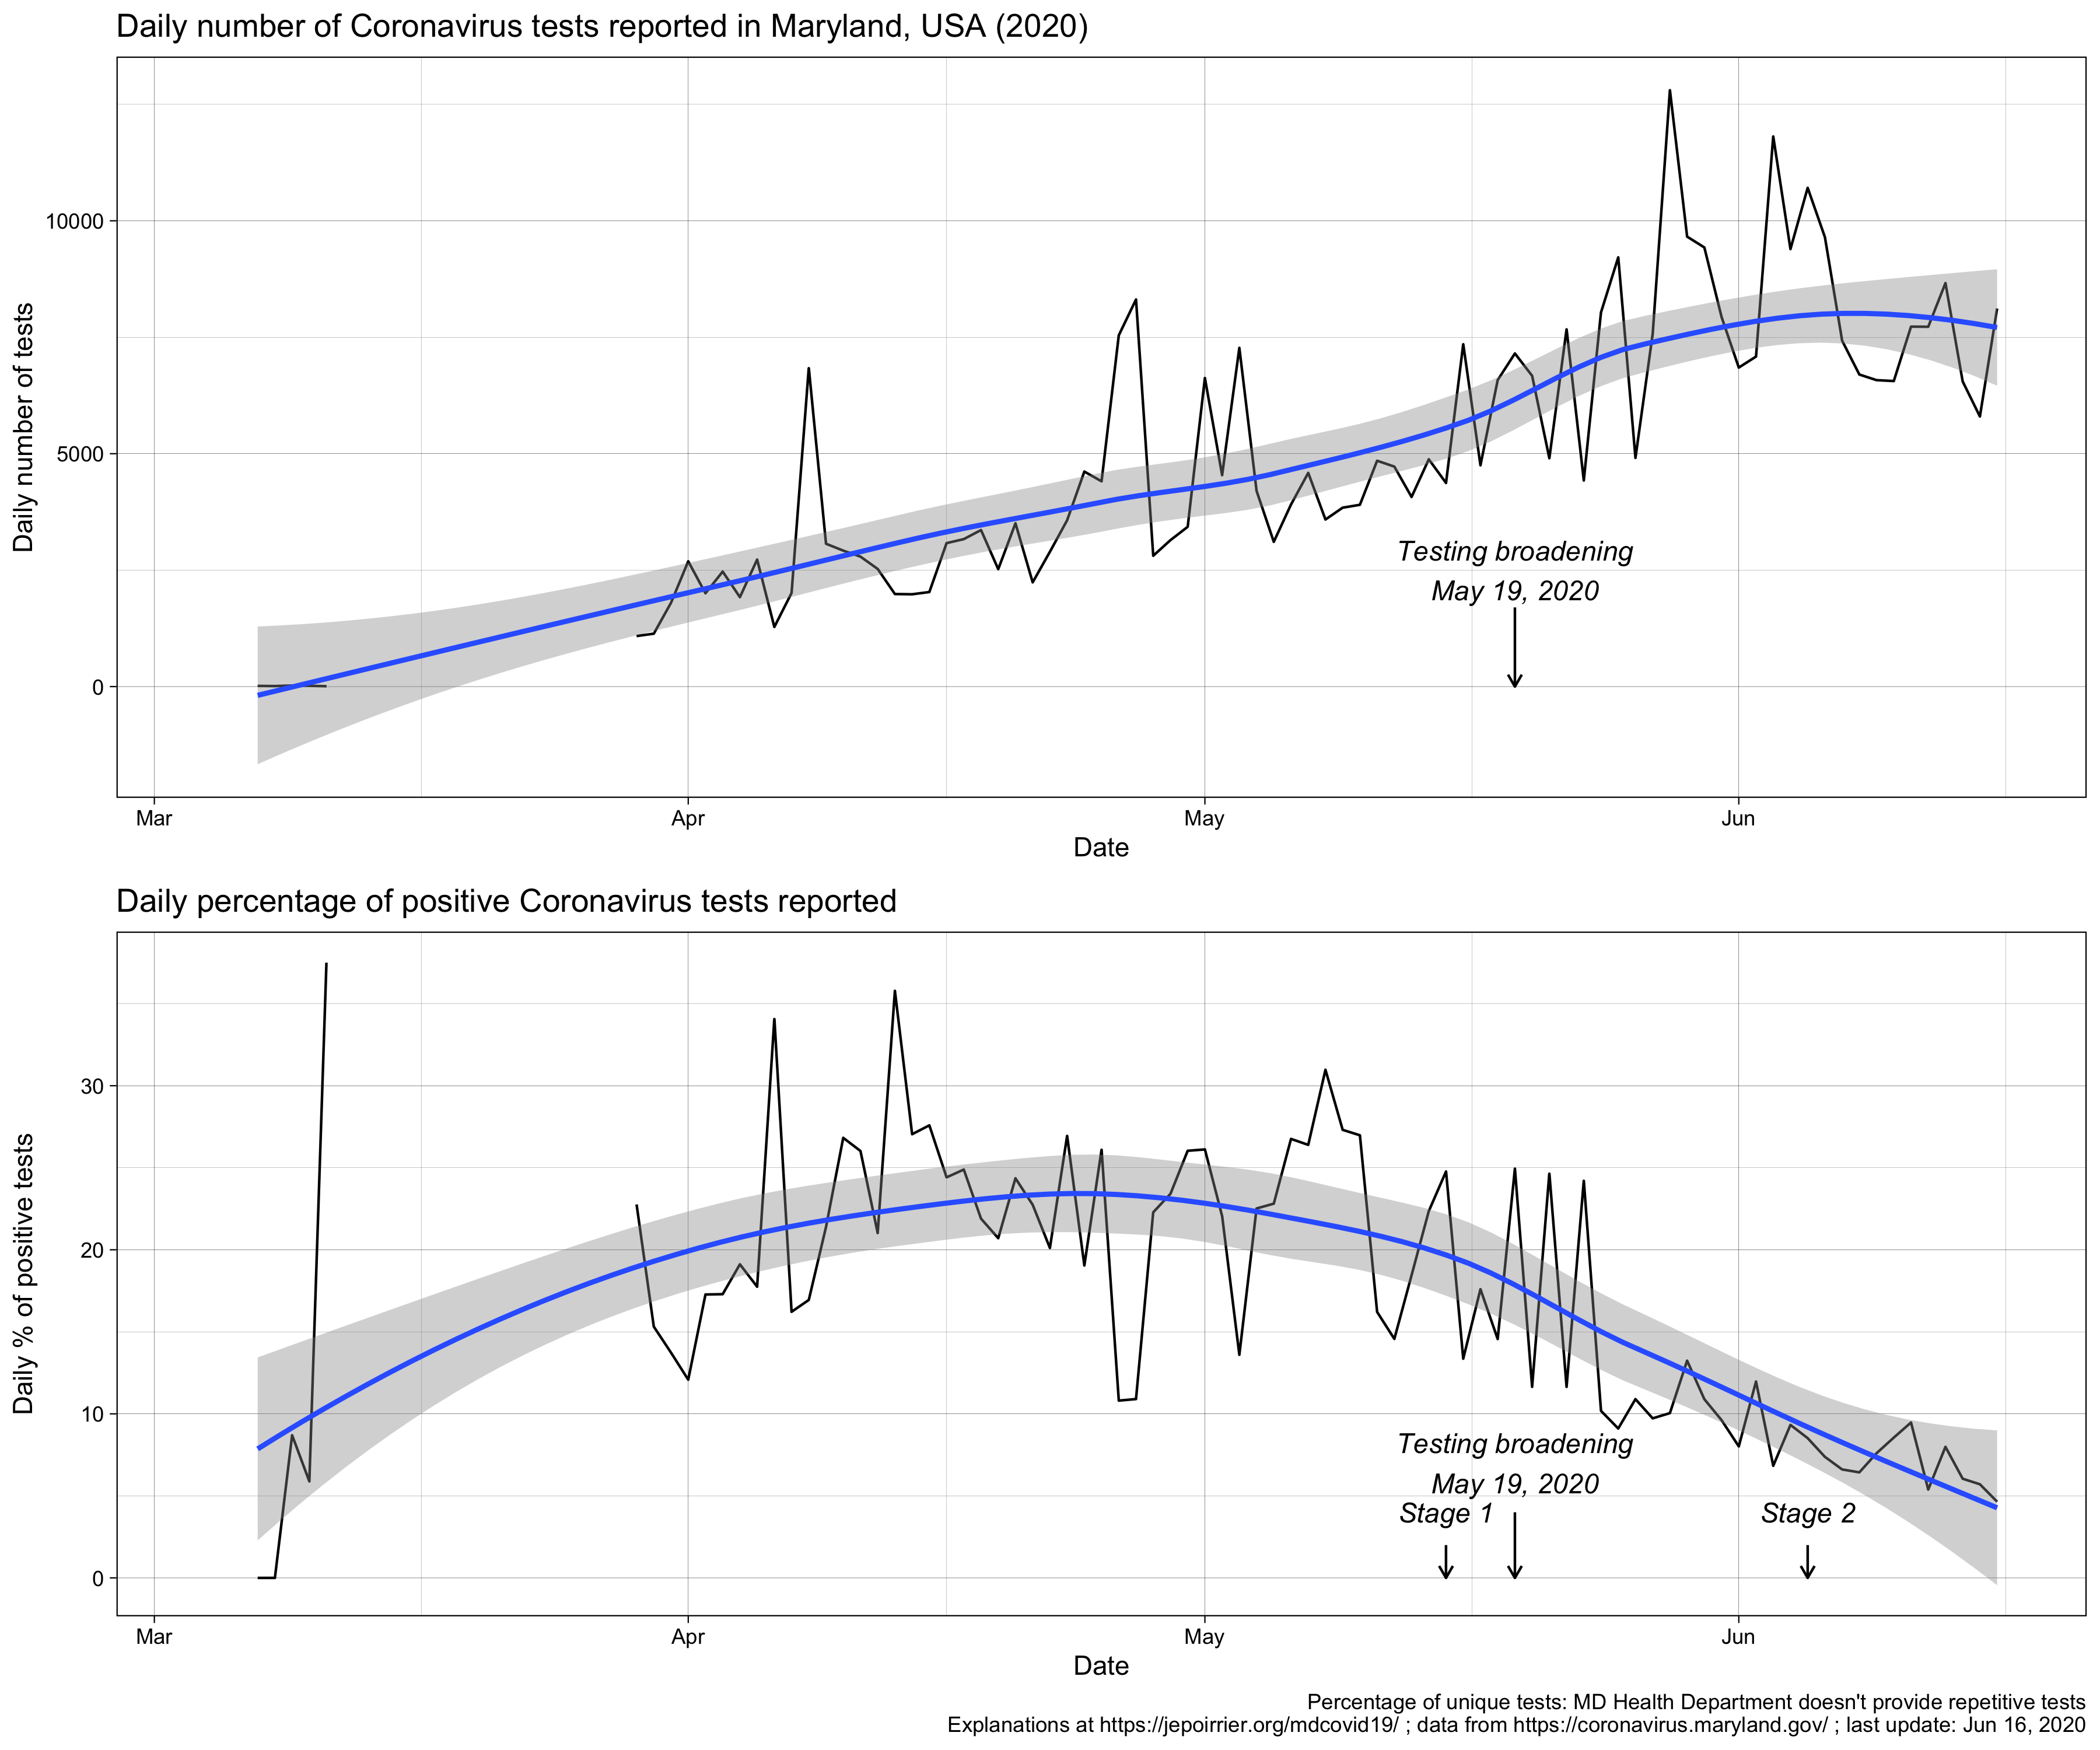 Daily number of Coronavirus tests reported in Maryland, USA (2020)
Daily number of tests
10000
5000
0
Testing broadening
May 19, 2020
Mar
Apr
May
Jun
Date
Daily percentage of positive Coronavirus tests reported
Daily % of positive tests
30
20
10
0
Testing broadening
May 19, 2020
Stage 1
Stage 2
Mar
Apr
May
Jun
Date
Percentage of unique tests: MD Health Department doesn't provide repetitive tests
Explanations at https://jepoirrier.org/mdcovid19/ ; data from https://coronavirus.maryland.gov/ ; last update: Jun 16, 2020